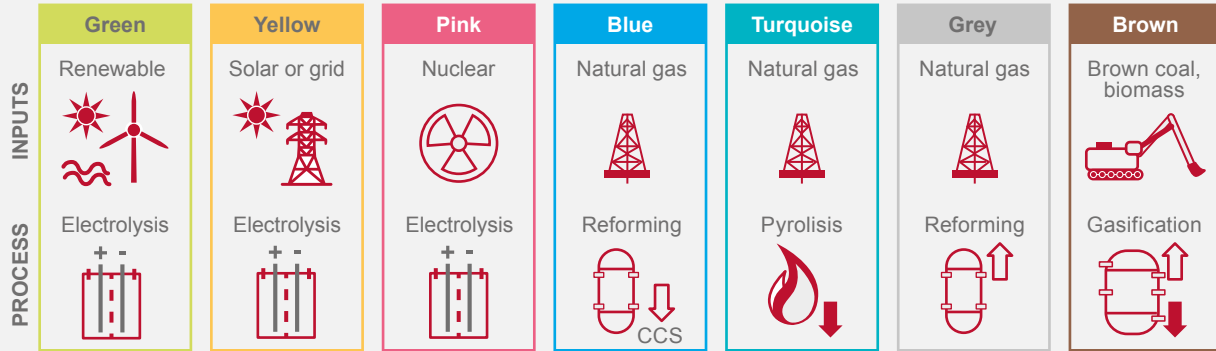 Green
Yellow
Pink
Blue
Turquoise
Grey
Brown
INPUTS
Renewable
Solar or grid
Nuclear
Natural gas
Natural gas
Natural gas
Brown coal,
biomass
PROCESS
Electrolysis
Electrolysis
Electrolysis
Reforming
Pyrolisis
Reforming
Gasification
+ -
+ -
+ -
CCS